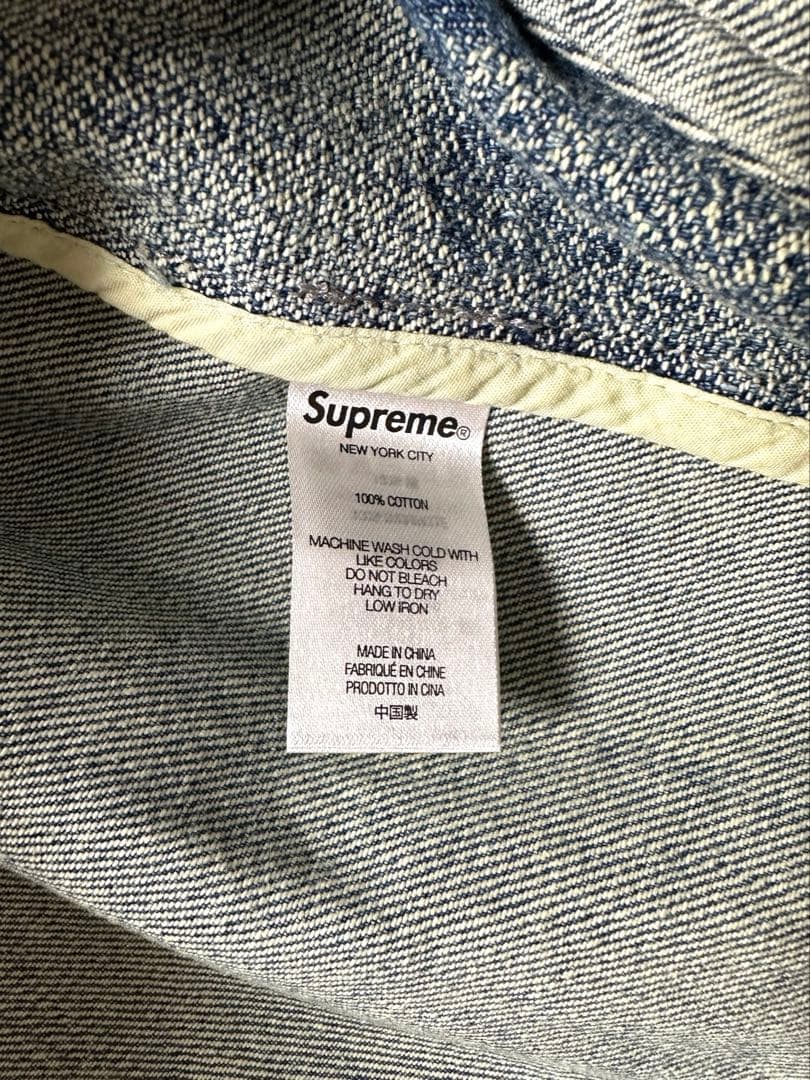 Supreme®
NEW YORK CITY
100% COTTON
MACHINE WASH COLD WITH
LIKE COLORS
DO NOT BLEACH
HANG TO DRY
LOW IRON
MADE IN CHINA
FABRIQUÉ EN CHINE
PRODOTTO IN CINA
中国製